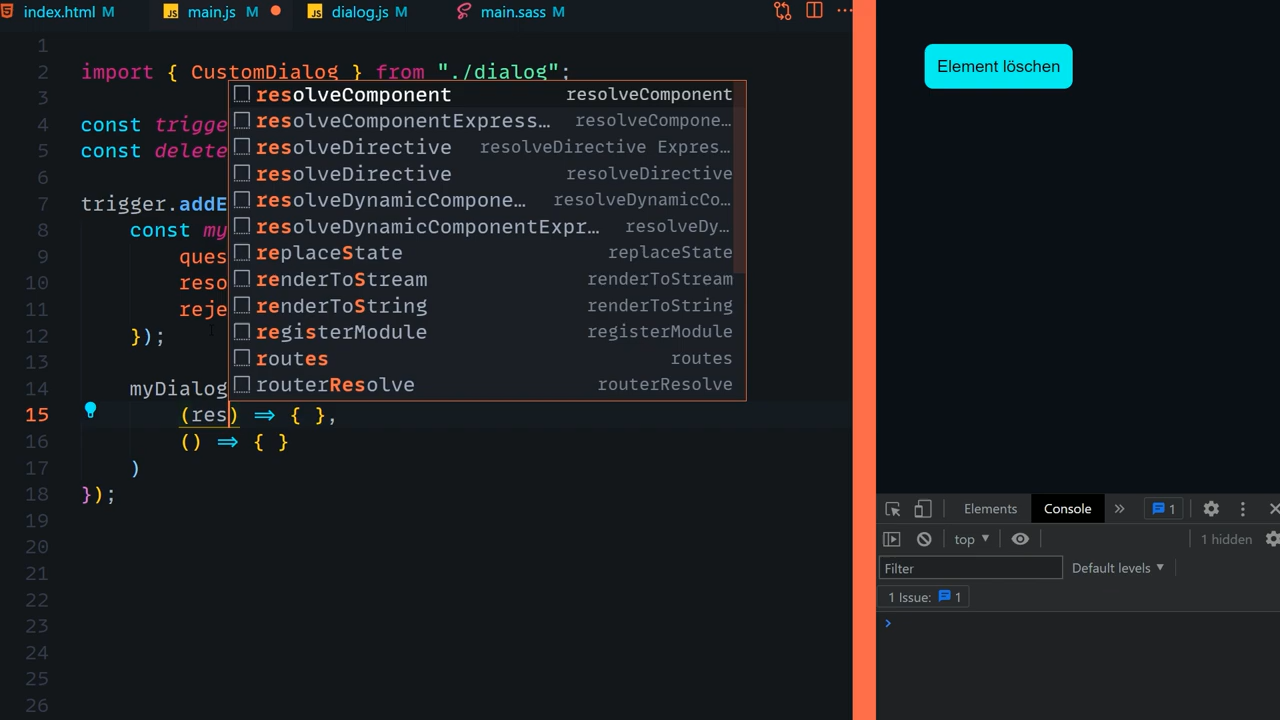 index.html M
JS main.js M
JS dialog.js M
main.sass M
1
2 import { CustomDialog } from "./dialog";
3
4 const trigge
5 const delete
6
7 trigger.addE
8 const my
9 ques
10 reso
11 reje
12 });
13
14 myDialog
15 (res) => { },
16 () => { }
17 )
18 });
19
20
21
22
23
24
25
26
resolveComponent resolveComponent
resolveComponentExpress… resolveCompone…
resolveDirective resolveDirective Expres…
resolveDirective resolveDirective
resolveDynamicCompone… resolveDynamicCo…
resolveDynamicComponentExpr… resolveDy…
replaceState replaceState
renderToStream renderToStream
renderToString renderToString
registerModule registerModule
routes routes
routerResolve routerResolve
Element löschen
Elements Console » 1
top 1 hidden
Filter Default levels
1 Issue: 1